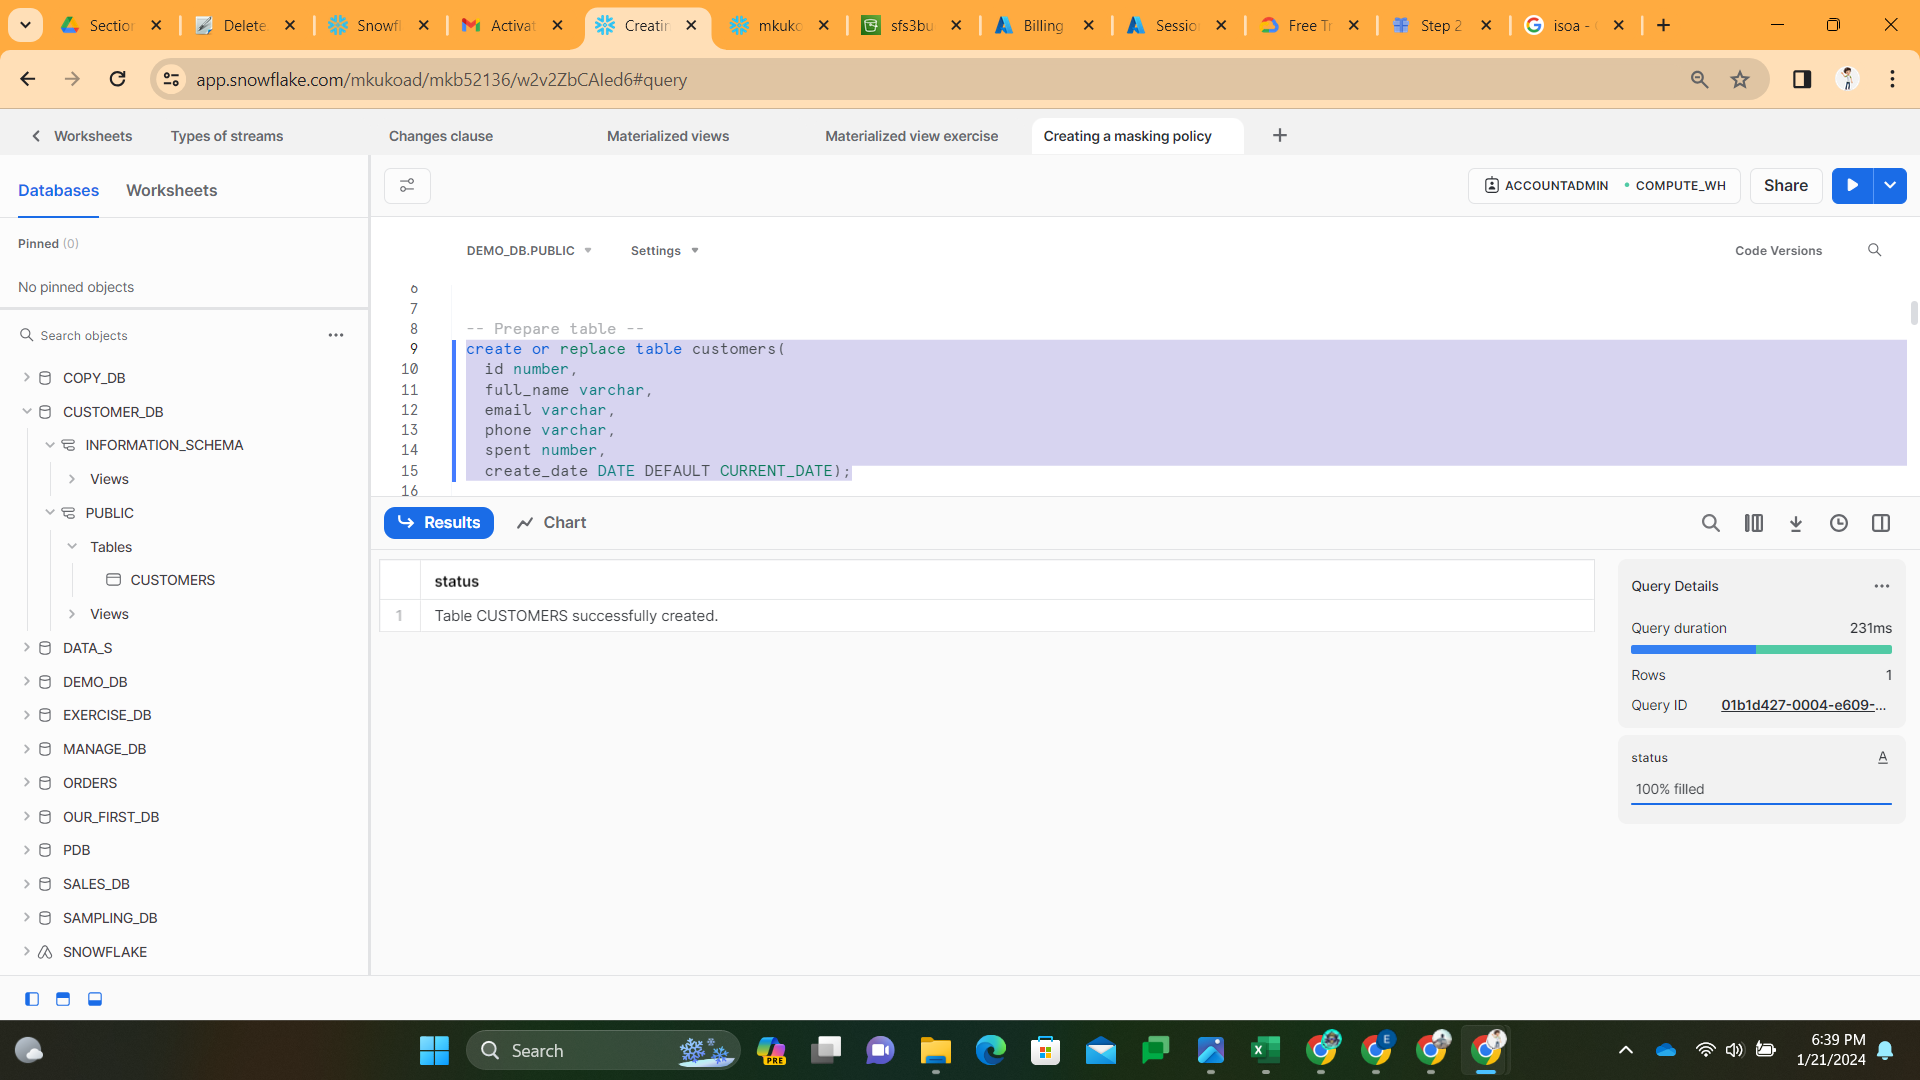 Section
Delete
Snowfl
Activat
Creatin
mkuko
sfs3bu
Billing
Sessio
Free Tr
Step 2
isoa -
app.snowflake.com/mkukoad/mkb52136/w2v2ZbCAIed6#query
Worksheets
Types of streams
Changes clause
Materialized views
Materialized view exercise
Creating a masking policy
Databases
Worksheets
ACCOUNTADMIN
COMPUTE_WH
Share
Pinned (0)
No pinned objects
DEMO_DB.PUBLIC
Settings
Code Versions
Search objects
COPY_DB
CUSTOMER_DB
INFORMATION_SCHEMA
Views
PUBLIC
Tables
CUSTOMERS
Views
DATA_S
DEMO_DB
EXERCISE_DB
MANAGE_DB
ORDERS
OUR_FIRST_DB
PDB
SALES_DB
SAMPLING_DB
SNOWFLAKE
6
7
8 -- Prepare table --
9 create or replace table customers(
10 id number,
11 full_name varchar,
12 email varchar,
13 phone varchar,
14 spent number,
15 create_date DATE DEFAULT CURRENT_DATE);
16
Results
Chart
status
1 Table CUSTOMERS successfully created.
Query Details
Query duration 231ms
Rows 1
Query ID 01b1d427-0004-e609-...
status A
100% filled
Search
PRE
E
6:39 PM
1/21/2024